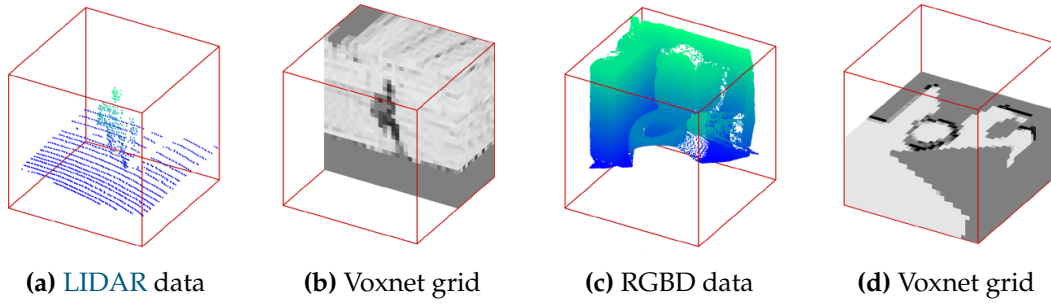 (a) LIDAR data
(b) Voxnet grid
(c) RGBD data
(d) Voxnet grid